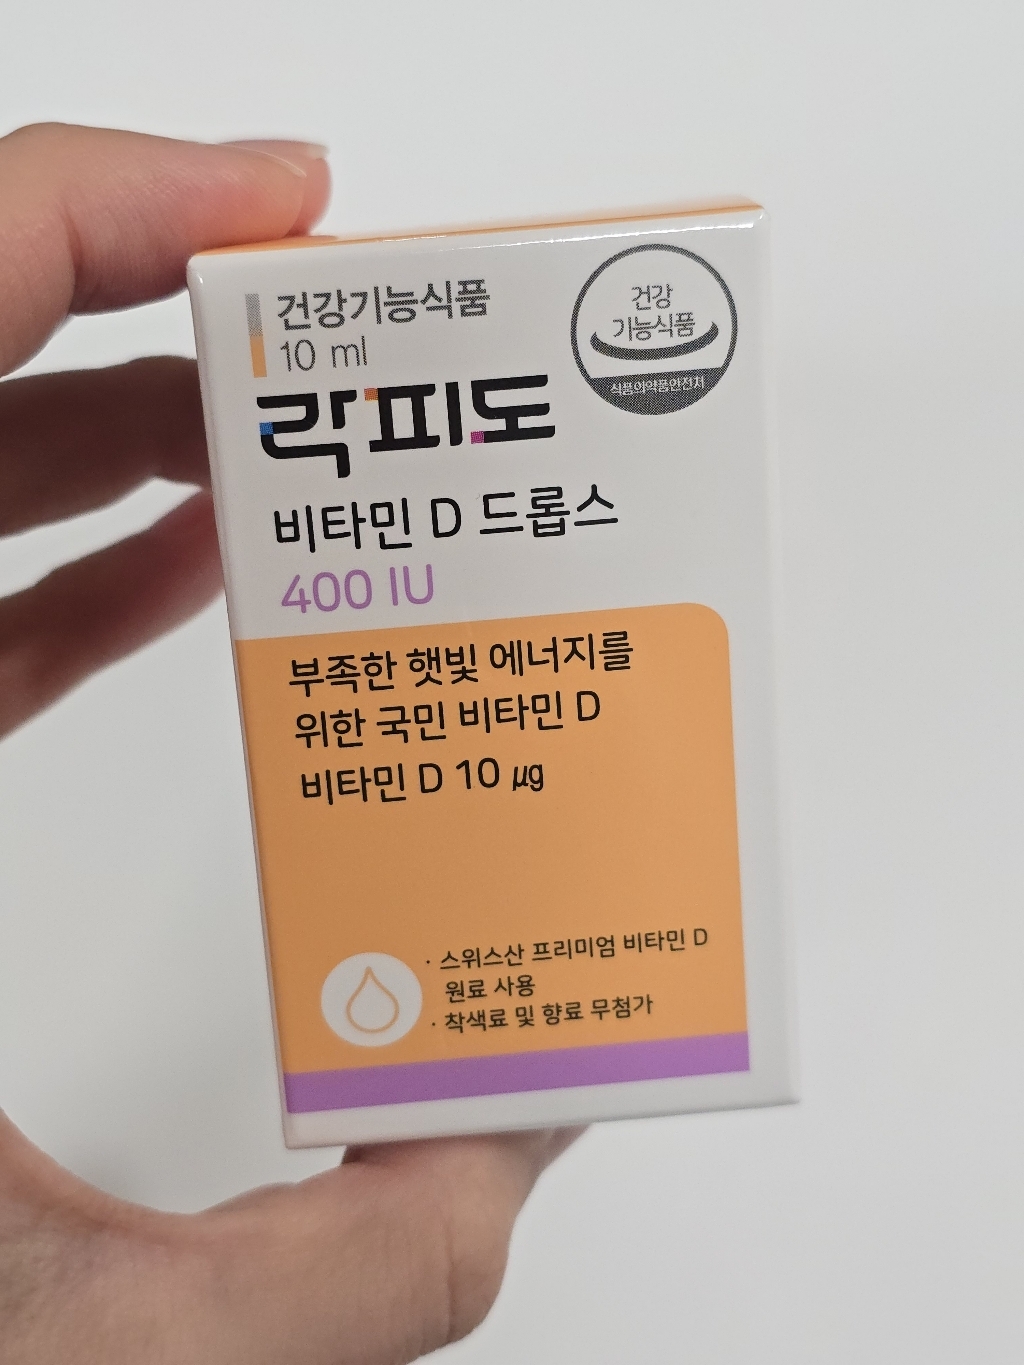 건강기능식품
10 ml
락피도
비타민 D 드롭스
400 IU
건강
기능식품
식품의약품안전처
부족한 햇빛 에너지를
위한 국민 비타민 D
비타민 D 10 ㎍
· 스위스산 프리미엄 비타민 D
원료 사용
· 착색료 및 향료 무첨가